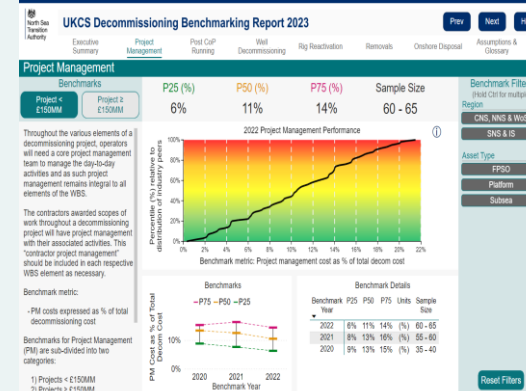 North Sea
Transition
Authority
UKCS Decommissioning Benchmarking Report 2023
Prev
Next
Executive
Summary
Project
Management
Post CoP
Running
Well
Decommissioning
Rig Reactivation
Removals
Onshore Disposal
Assumptions &
Glossary
Project Management
Benchmarks
Project <
£150MM
Project ≥
£150MM
P25 (%)
P50 (%)
P75 (%)
Sample Size
6%
11%
14%
60 - 65
Benchmark Filte
(Hold Ctrl for multiple
Region
CNS, NNS & WoS
SNS & IS
Asset Type
FPSO
Platform
Subsea
Reset Filters
Throughout the various elements of a
decommissioning project, operators
will need a core project management
team to manage the day-to-day
activities and as such project
management remains integral to all
elements of the WBS.
The contractors awarded scopes of
work throughout a decommissioning
project will have project management
with their associated activities. This
"contractor project management"
should be included in each respective
WBS element as necessary.
Benchmark metric:
- PM costs expressed as % of total
decommissioning cost
Benchmarks for Project Management
(PM) are sub-divided into two
categories:
1) Projects < £150MM
2) Projects ≥ £150MM
2022 Project Management Performance
Percentile (%) relative to
distribution of industry peers
100%
80%
60%
40%
20%
0%
0% 2% 4% 6% 8% 10% 12% 14% 16% 18% 20% 22%
Benchmark metric: Project management cost as % of total decom cost
Benchmarks
P75 P50 P25
PM Cost as % of Total
Decom Cost
10%
0%
2020 2021 2022
Benchmark Year
Benchmark Details
Benchmark P25 P50 P75 Units Sample
Year Size
2022 6% 11% 14% (%) 60 - 65
2021 8% 13% 16% (%) 55 - 60
2020 9% 13% 15% (%) 35 - 40